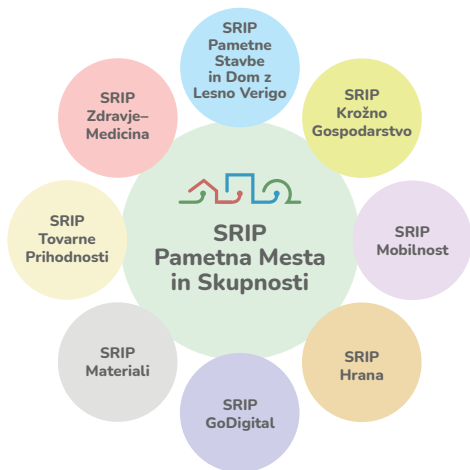 SRIP
Pametne
Stavbe
in Dom z
Lesno Verigo
SRIP
Krožno
Gospodarstvo
SRIP
Mobilnost
SRIP
Hrana
SRIP
GoDigital
SRIP
Materiali
SRIP
Tovarne
Prihodnosti
SRIP
Zdravje–
Medicina
SRIP
Pametna Mesta
in Skupnosti